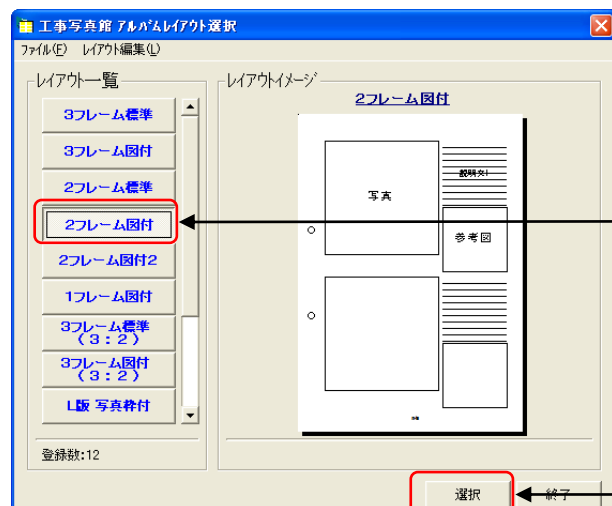 工事写真館 アルバムレイアウト選択
ファイル(F) レイアウト編集(L)
レイアウト一覧
3フレーム標準
3フレーム図付
2フレーム標準
2フレーム図付
2フレーム図付2
1フレーム図付
3フレーム標準
(3:2)
3フレーム図付
(3:2)
L版 写真枠付
登録数:12
レイアウトイメージ
2フレーム図付
写真
説明文1
参考図
選択
終了